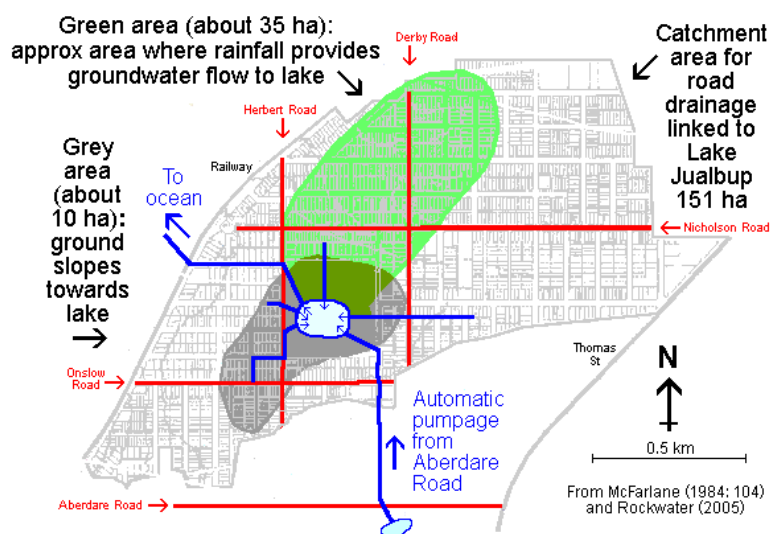 Green area (about 35 ha):
approx area where rainfall provides
groundwater flow to lake
Derby Road
Catchment
area for
road
drainage
linked to
Lake
Jualbup
151 ha
Herbert Road
Railway
Grey
area
(about
10 ha):
ground
slopes
towards
lake
To
ocean
Nicholson Road
Thomas
St
Onslow
Road
N
Automatic
pumpage
from
Aberdare
Road
0.5 km
Aberdare Road
From McFarlane (1984: 104)
and Rockwater (2005)